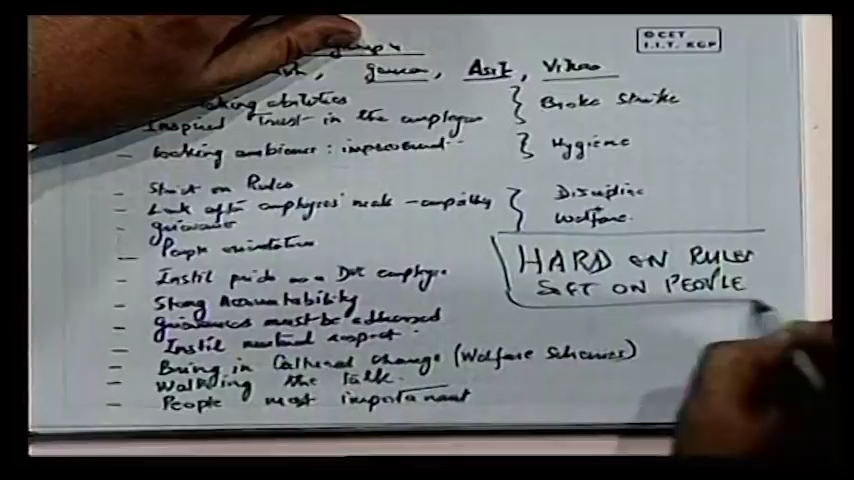 © CET
I.I.T. KGP
Gaurav, Asit, Vikas
abilities Broke Strike
Inspired Trust in the employees
Working ambience : improvement Hygiene
Strict on Rules Discipline
Look after employees' needs - empathy +
grievances Welfare.
People orientation
HARD ON RULES
SOFT ON PEOPLE
Instil pride as a employee
Strong Accountability
grievances must be addressed
Instil mutual respect
Bring in Cultural Change (Welfare Schemes)
Walking the talk.
People most important